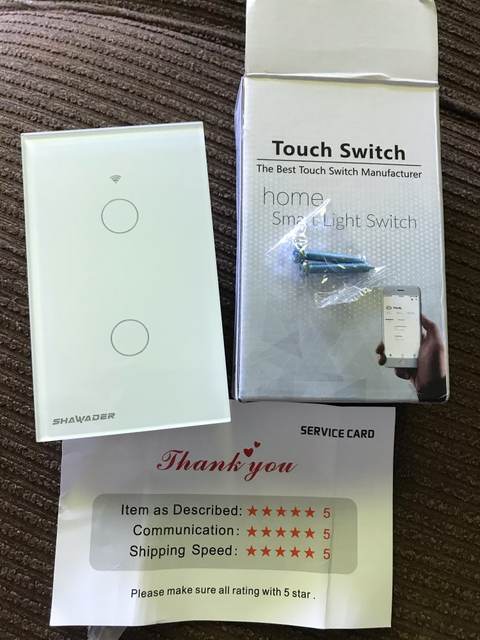 SHAWADER
Touch Switch
The Best Touch Switch Manufacturer
home
Smart Light Switch
SERVICE CARD
Thank you
Item as Described: ★★★★★ 5
Communication: ★★★★★ 5
Shipping Speed: ★★★★★ 5
Please make sure all rating with 5 star .